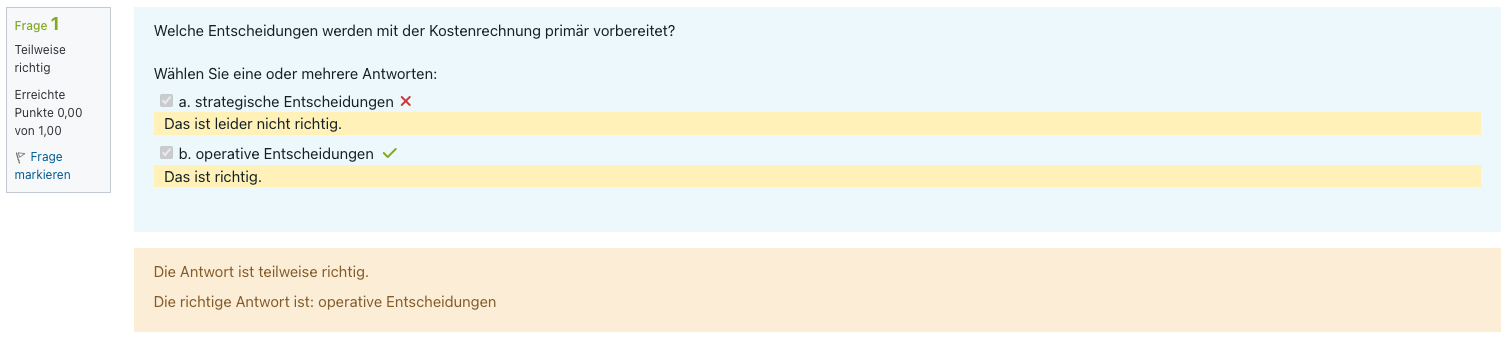 Frage 1
Teilweise
richtig
Erreichte
Punkte 0,00
von 1,00
Frage
markieren
Welche Entscheidungen werden mit der Kostenrechnung primär vorbereitet?
Wählen Sie eine oder mehrere Antworten:
a. strategische Entscheidungen
Das ist leider nicht richtig.
b. operative Entscheidungen
Das ist richtig.
Die Antwort ist teilweise richtig.
Die richtige Antwort ist: operative Entscheidungen